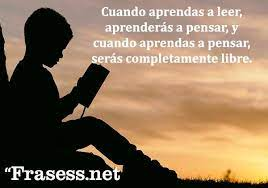 Cuando aprendas a leer,
aprenderás a pensar, y
cuando aprendas a pensar,
serás completamente libre.
“Frasess.net